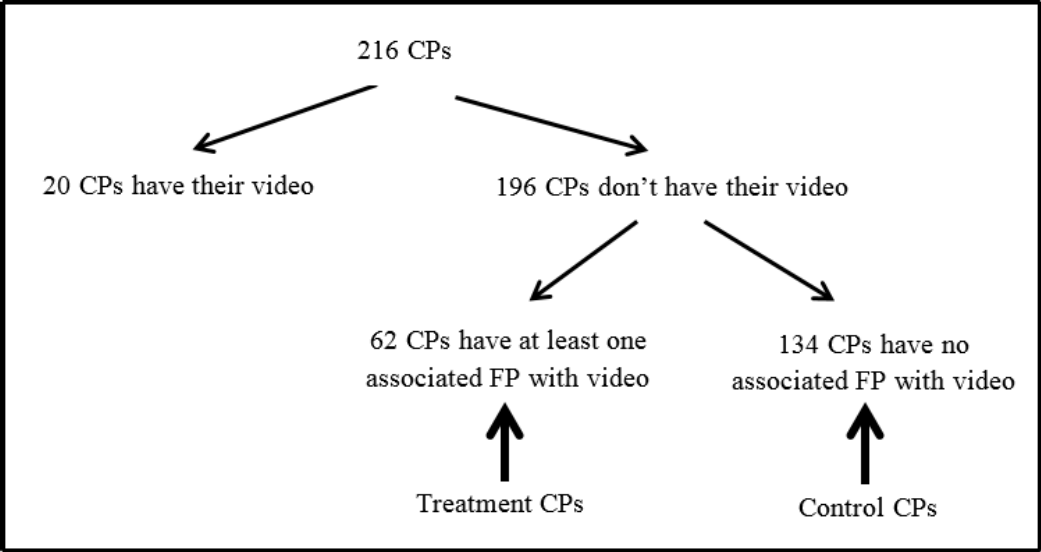 216 CPs
20 CPs have their video
196 CPs don’t have their video
62 CPs have at least one
associated FP with video
134 CPs have no
associated FP with video
Treatment CPs
Control CPs